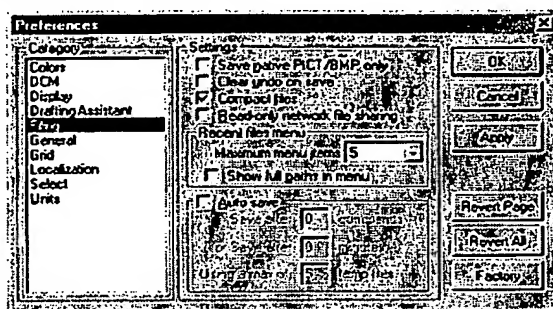 Preferences
Category
Colors
DCM
Display
Drafting Assistant
General
Grid
Localization
Select
Units
Settings
Save native PICT/BMP only
Clear undo on save
Compact files
Read-only network file sharing
Recent files menu
Maximum menu items 5
Show full paths in menu
Auto save
OK
Cancel
Apply
Revert Page
Revert All
Factory